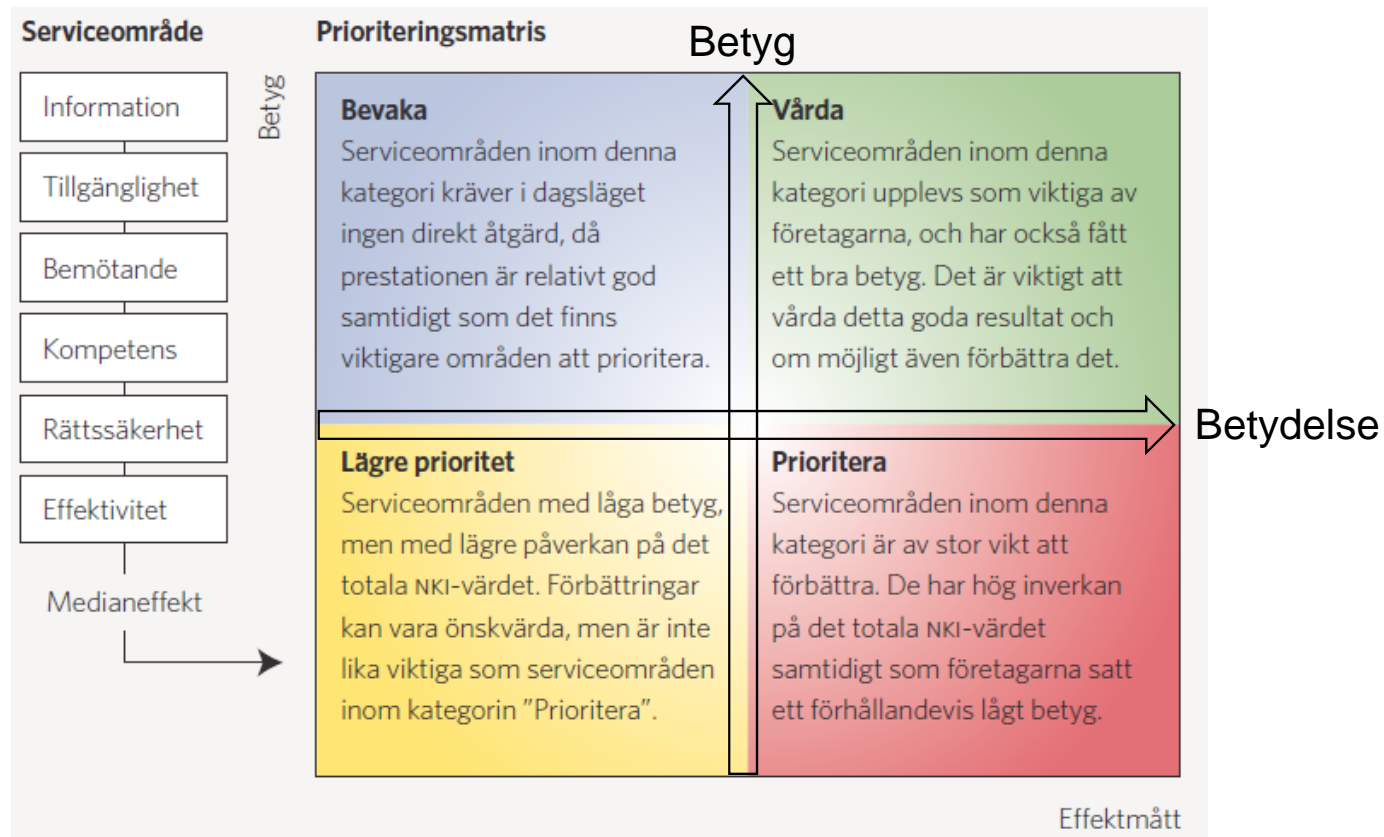 Serviceområde
Prioriteringsmatris
Betyg
Information
Tillgänglighet
Bemötande
Kompetens
Rättssäkerhet
Effektivitet
Medianeffekt
Betyg
Bevaka
Serviceområden inom denna
kategori kräver i dagsläget
ingen direkt åtgärd, då
prestationen är relativt god
samtidigt som det finns
viktigare områden att prioritera.
Vårda
Serviceområden inom denna
kategori upplevs som viktiga av
företagarna, och har också fått
ett bra betyg. Det är viktigt att
vårda detta goda resultat och
om möjligt även förbättra det.
Betydelse
Lägre prioritet
Serviceområden med låga betyg,
men med lägre påverkan på det
totala NKI-värdet. Förbättringar
kan vara önskvärda, men är inte
lika viktiga som serviceområden
inom kategorin ”Prioritera”.
Prioritera
Serviceområden inom denna
kategori är av stor vikt att
förbättra. De har hög inverkan
på det totala NKI-värdet
samtidigt som företagarna satt
ett förhållandevis lågt betyg.
Effektmått